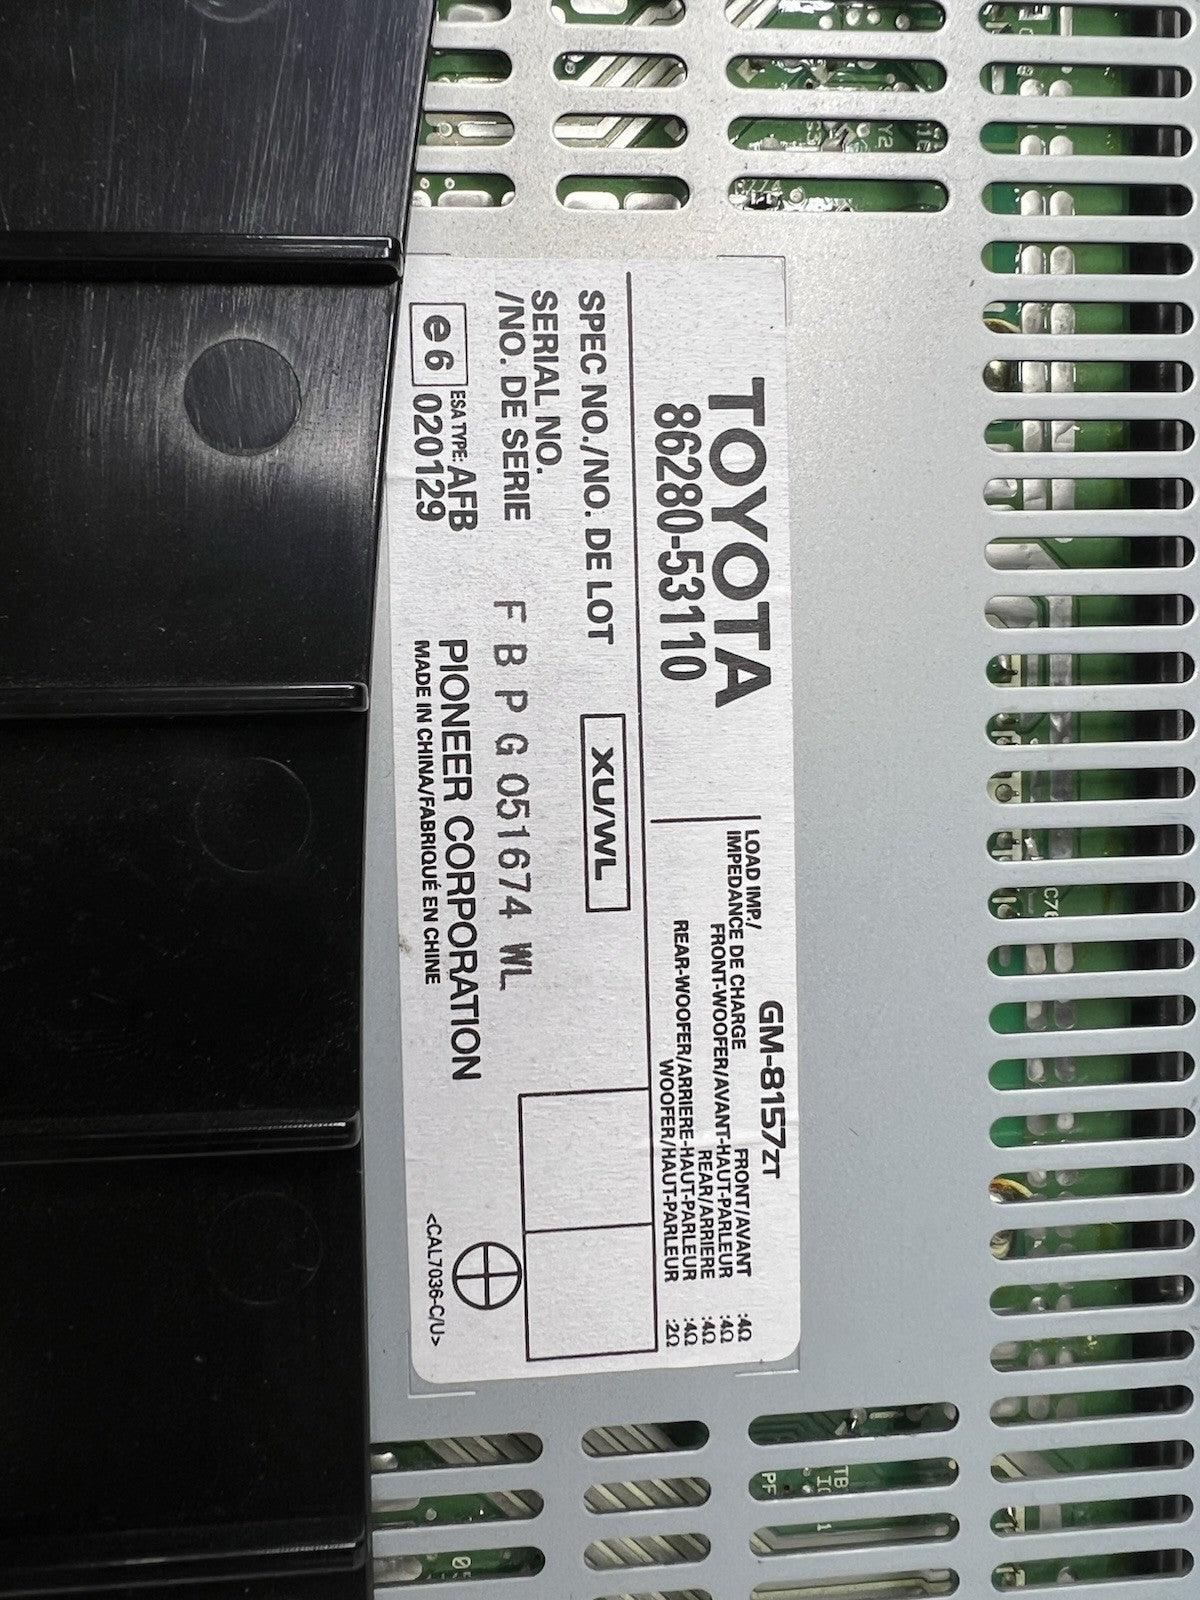 TOYOTA
86280-53110
GM-8157ZT
LOAD IMP./
IMPEDANCE DE CHARGE
FRONT/AVANT :4Ω
FRONT-WOOFER/AVANT-HAUT-PARLEUR :4Ω
REAR/ARRIERE :4Ω
REAR-WOOFER/ARRIERE-HAUT-PARLEUR :4Ω
WOOFER/HAUT-PARLEUR :2Ω
SPEC NO./NO. DE LOT
XU/WL
SERIAL NO.
/NO. DE SERIE
FBPG051674 WL
e6
ESA TYPE: AFB
020129
PIONEER CORPORATION
MADE IN CHINA/FABRIQUÉ EN CHINE
<CAL7036-C/U>